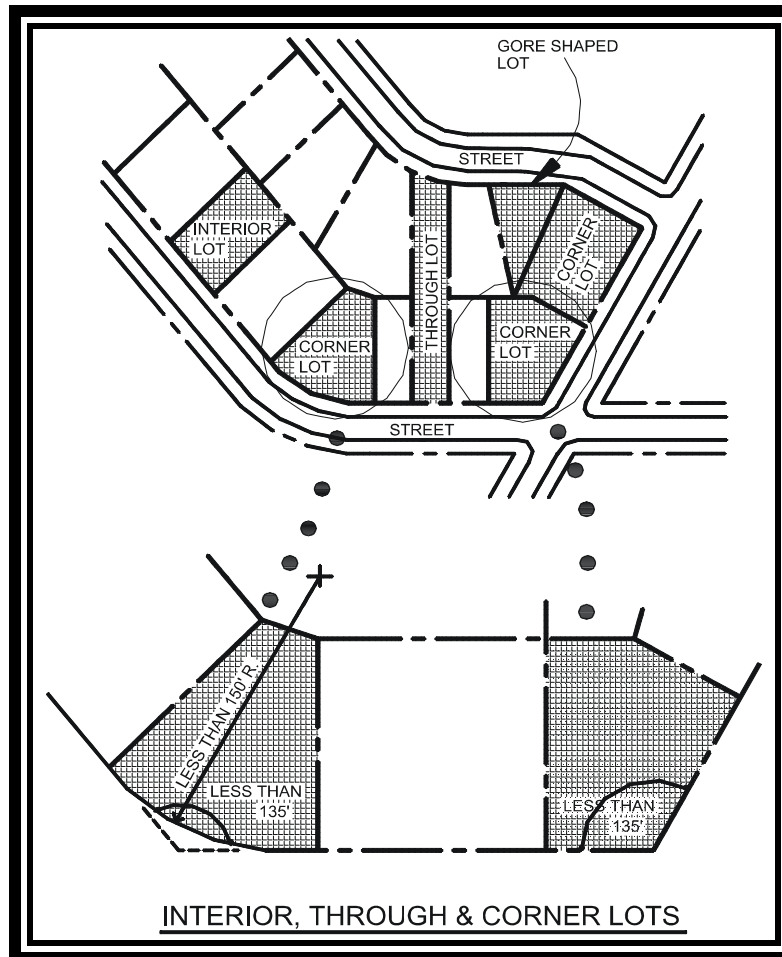 GORE SHAPED
LOT
STREET
INTERIOR
LOT
THROUGH LOT
CORNER
LOT
CORNER
LOT
CORNER
LOT
STREET
LESS THAN 150' R.
LESS THAN
135'
LESS THAN
135'
INTERIOR, THROUGH & CORNER LOTS